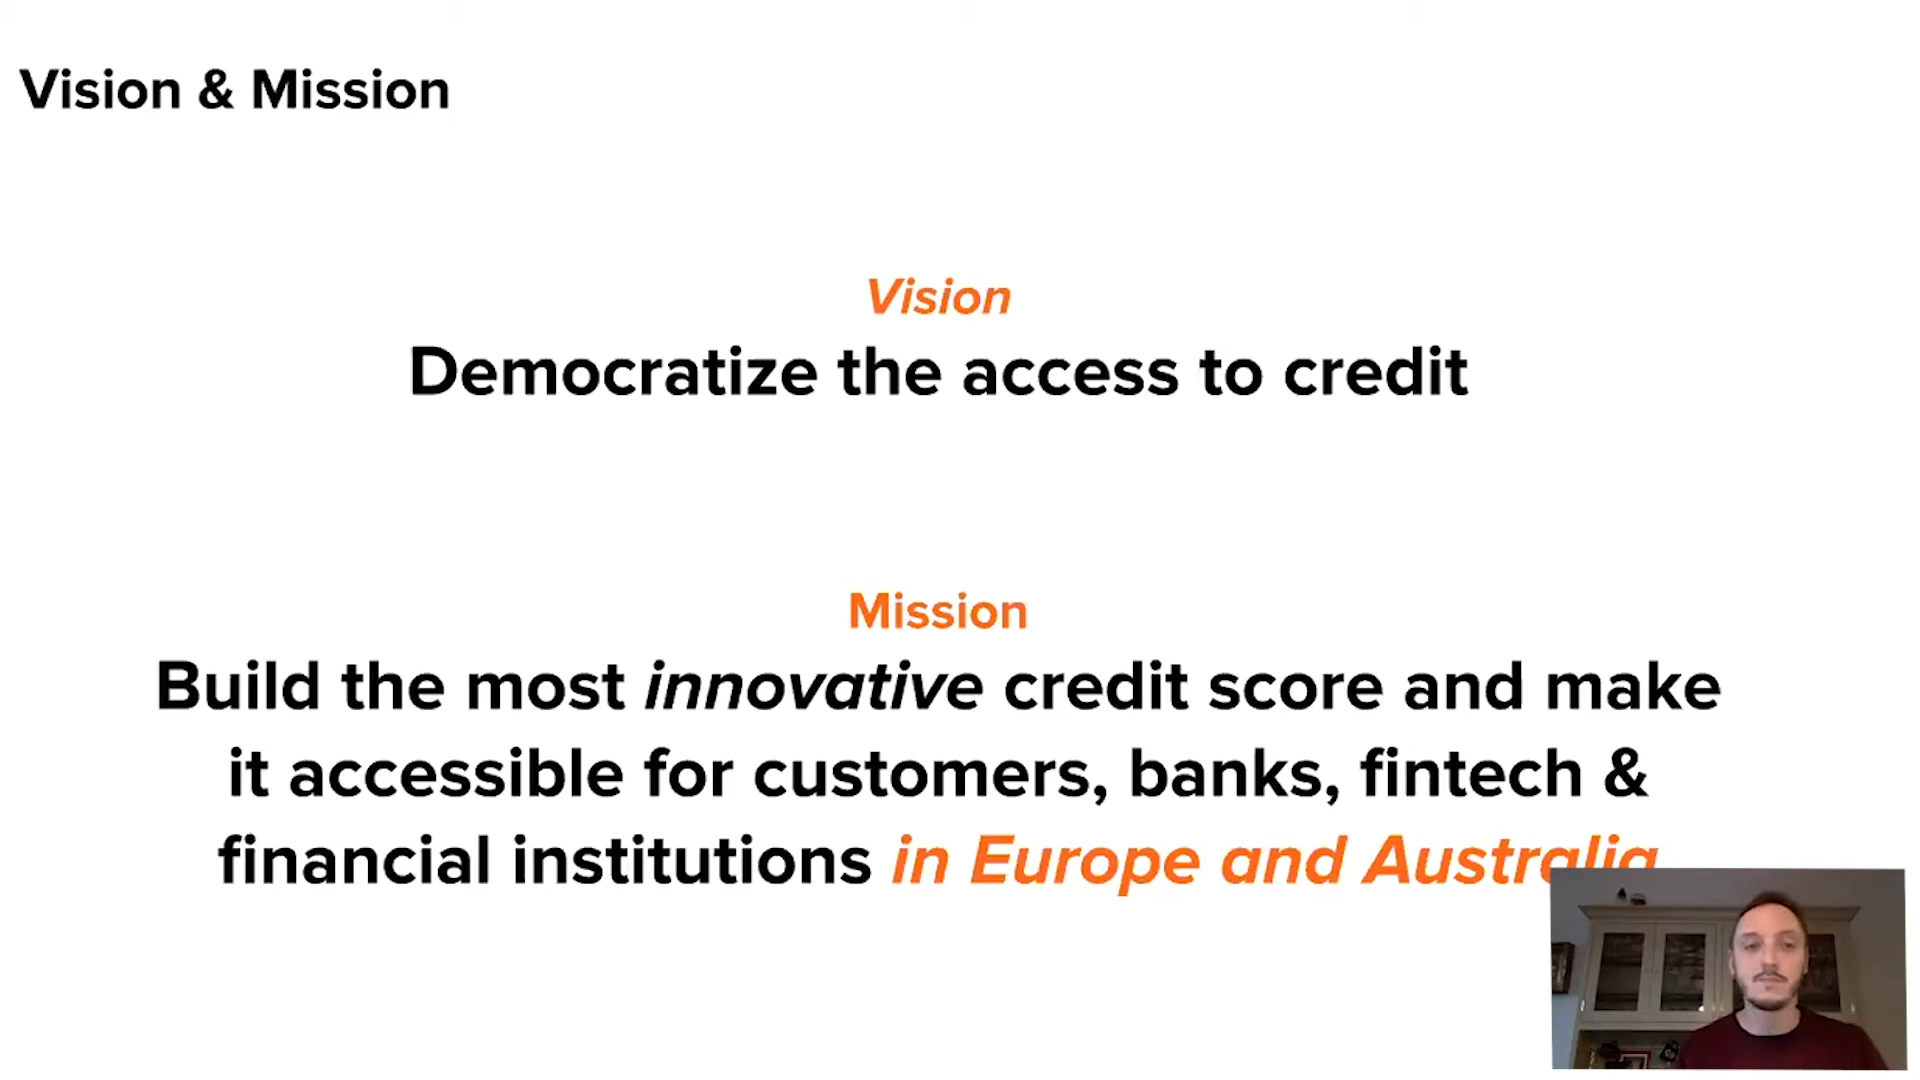 Vision & Mission
Vision
Democratize the access to credit
Mission
Build the most innovative credit score and make
it accessible for customers, banks, fintech &
financial institutions in Europe and Australia